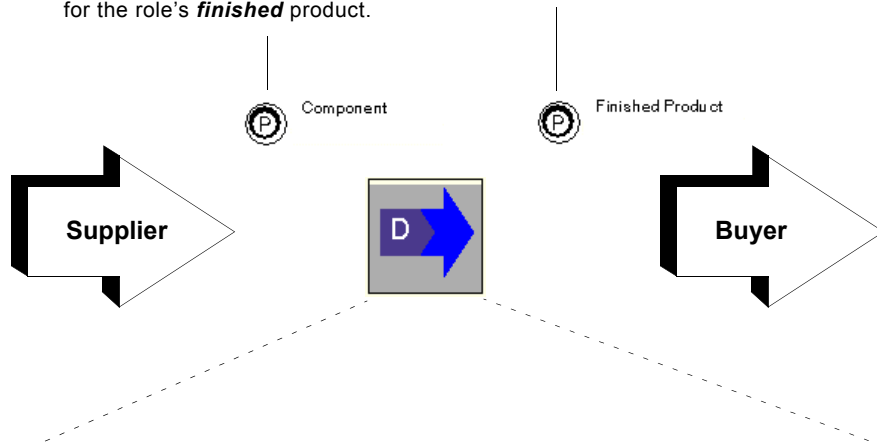 for the role's finished product.
P Component
P Finished Product
Supplier
D
Buyer